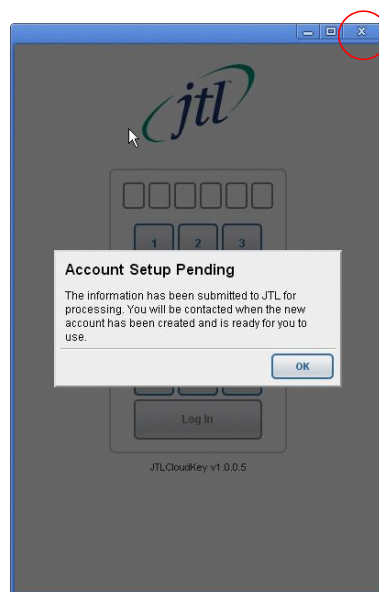 jtl™
1 2 3
Account Setup Pending
The information has been submitted to JTL for
processing. You will be contacted when the new
account has been created and is ready for you to
use.
OK
Log In
JTLCloudKey v1.0.0.5